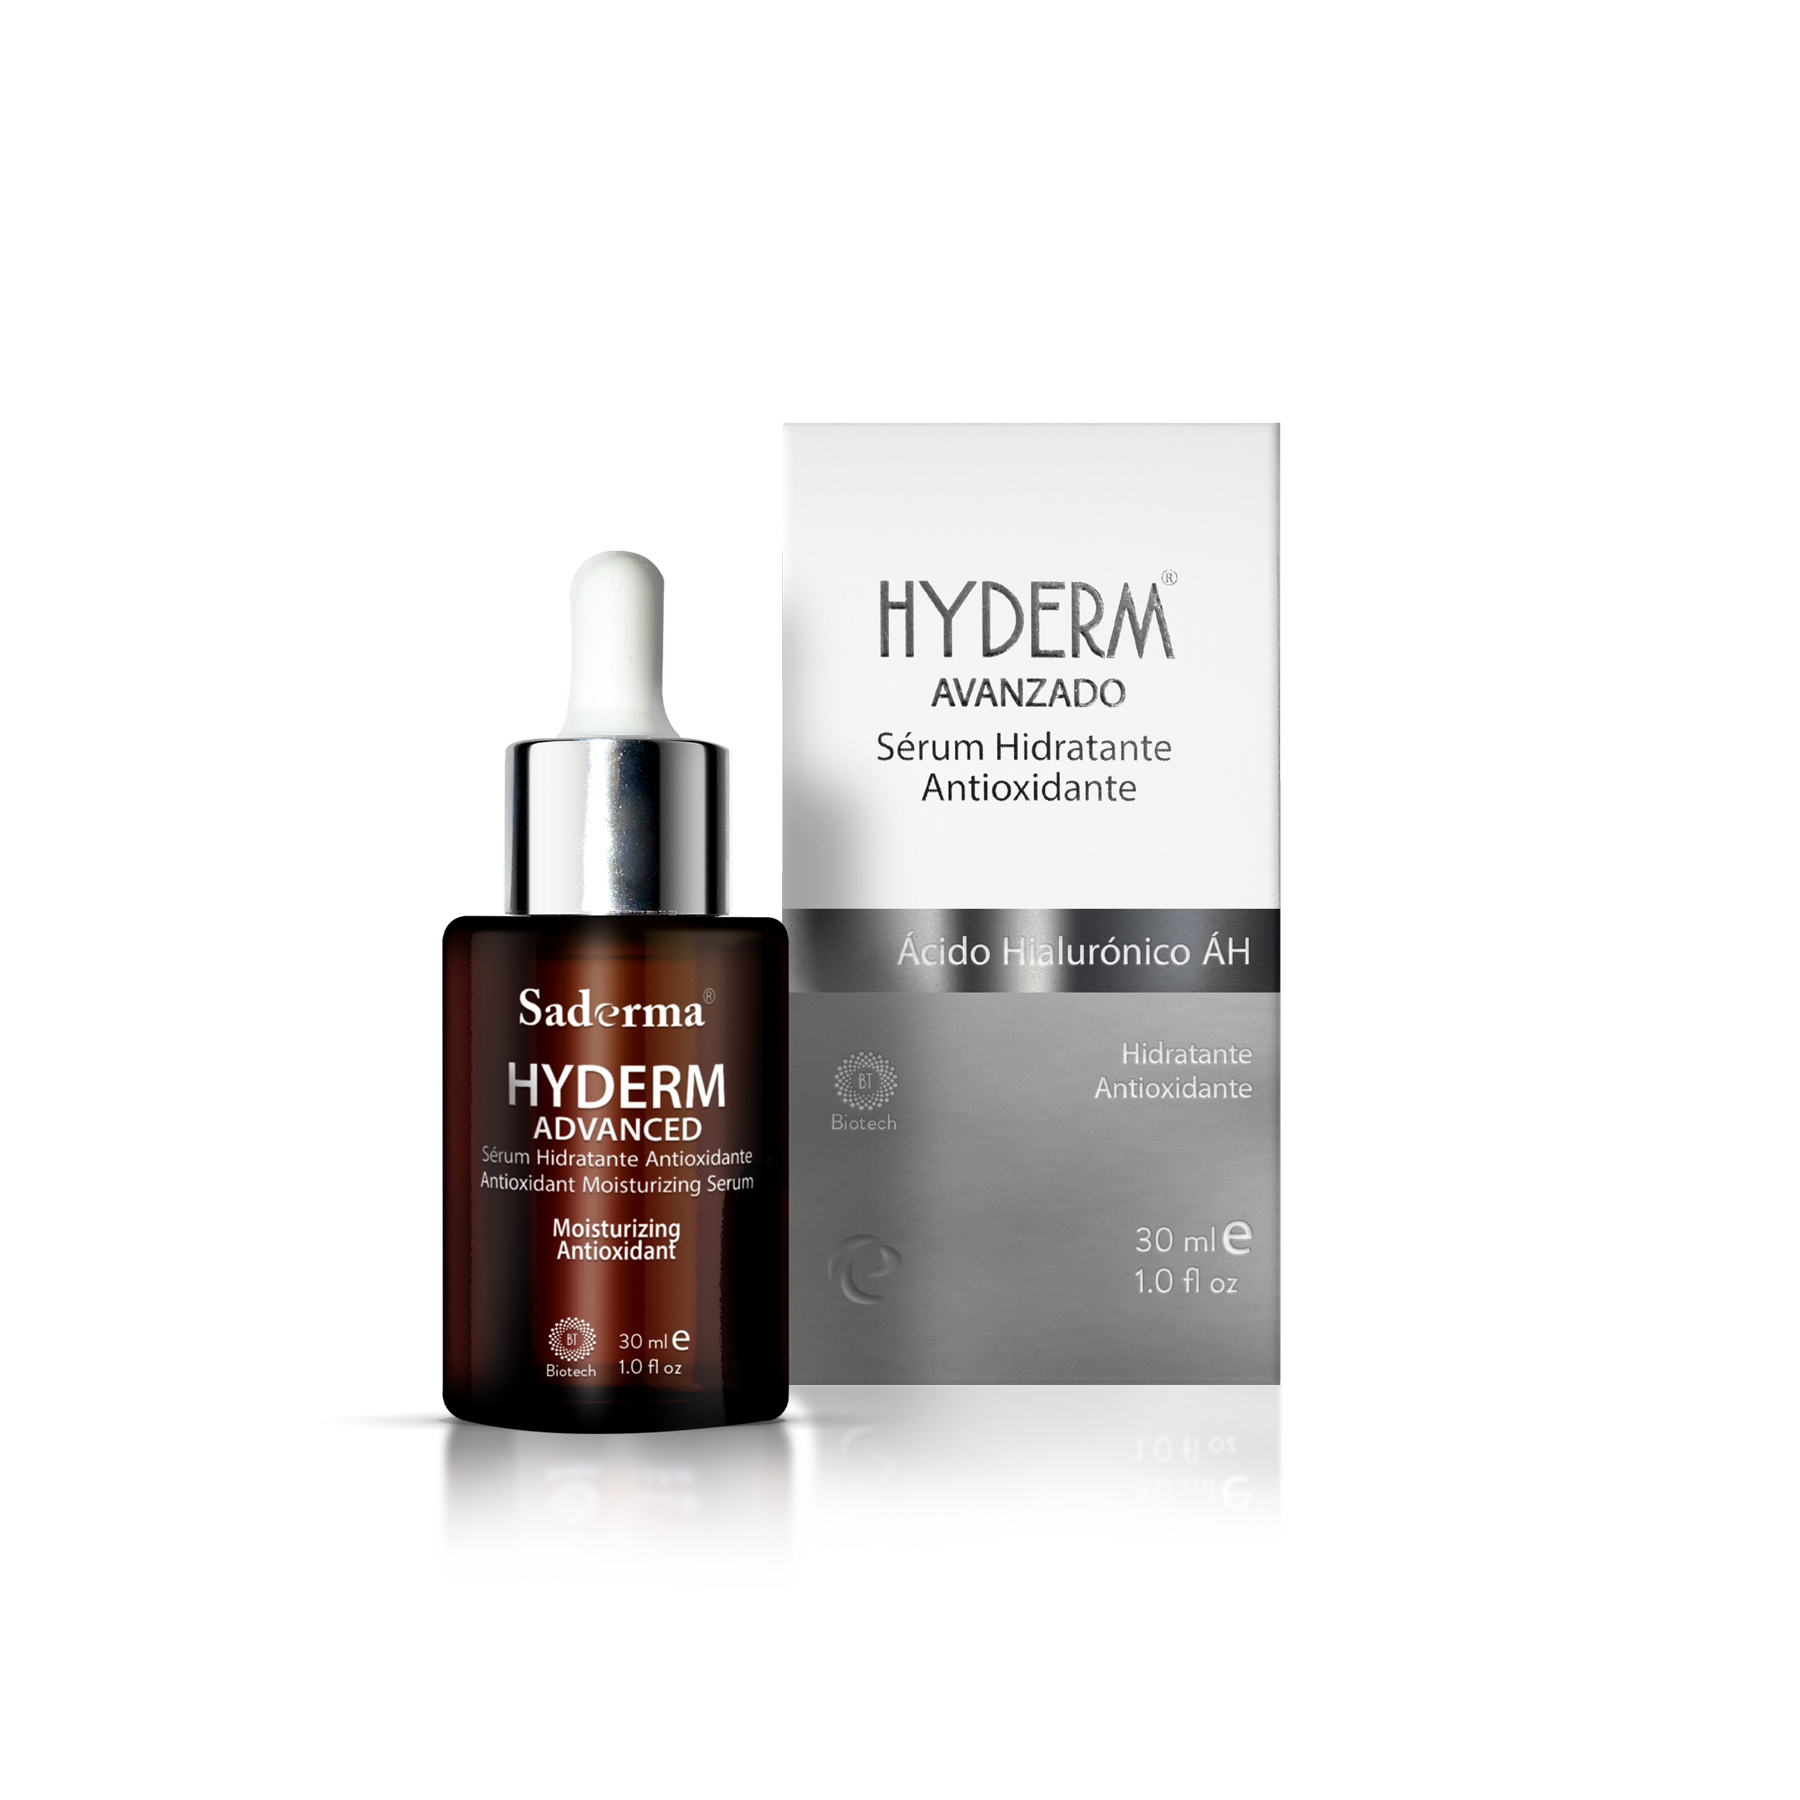 HYDERM®
AVANZADO
Sérum Hidratante
Antioxidante
Ácido Hialurónico ÁH
Hidratante
Antioxidante
BT
Biotech
30 ml e
1.0 fl oz
Saderma®
HYDERM
ADVANCED
Sérum Hidratante Antioxidante
Antioxidant Moisturizing Serum
Moisturizing
Antioxidant
BT
Biotech
30 ml e
1.0 fl oz